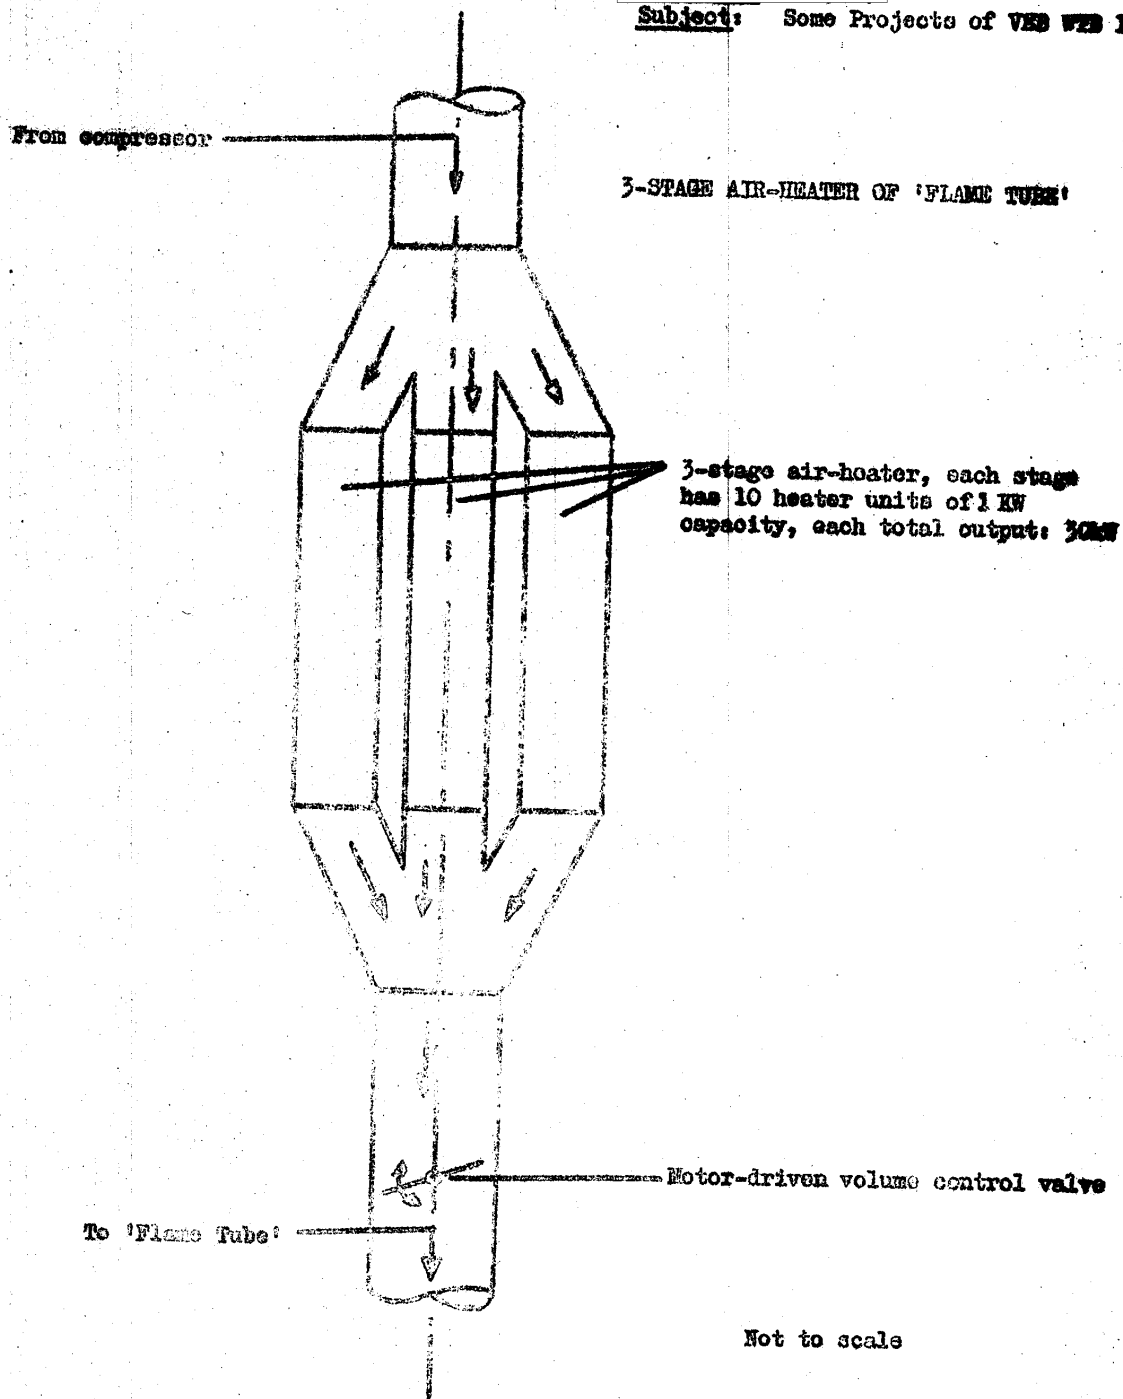 Subject: Some Projects of VEB WTB
From compressor
3-STAGE AIR-HEATER OF 'FLAME TUBE'
3-stage air-heater, each stage
has 10 heater units of 1 KW
capacity, each total output: 30kW
Motor-driven volume control valve
To 'Flame Tube'
Not to scale